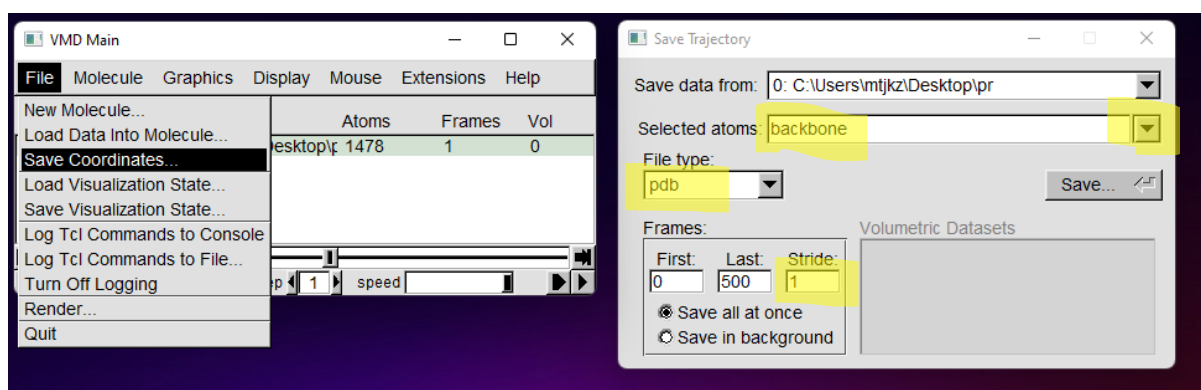 VMD Main
File Molecule Graphics Display Mouse Extensions Help
New Molecule...
Load Data Into Molecule...
Save Coordinates...
Load Visualization State...
Save Visualization State...
Log Tcl Commands to Console
Log Tcl Commands to File...
Turn Off Logging
Render...
Quit
Atoms Frames Vol
1478 1 0
1 speed
Save Trajectory
Save data from: 0: C:\Users\mtjkz\Desktop\pr
Selected atoms: backbone
File type:
pdb
Save...
Frames:
First: Last: Stride:
0 500 1
Save all at once
Save in background
Volumetric Datasets